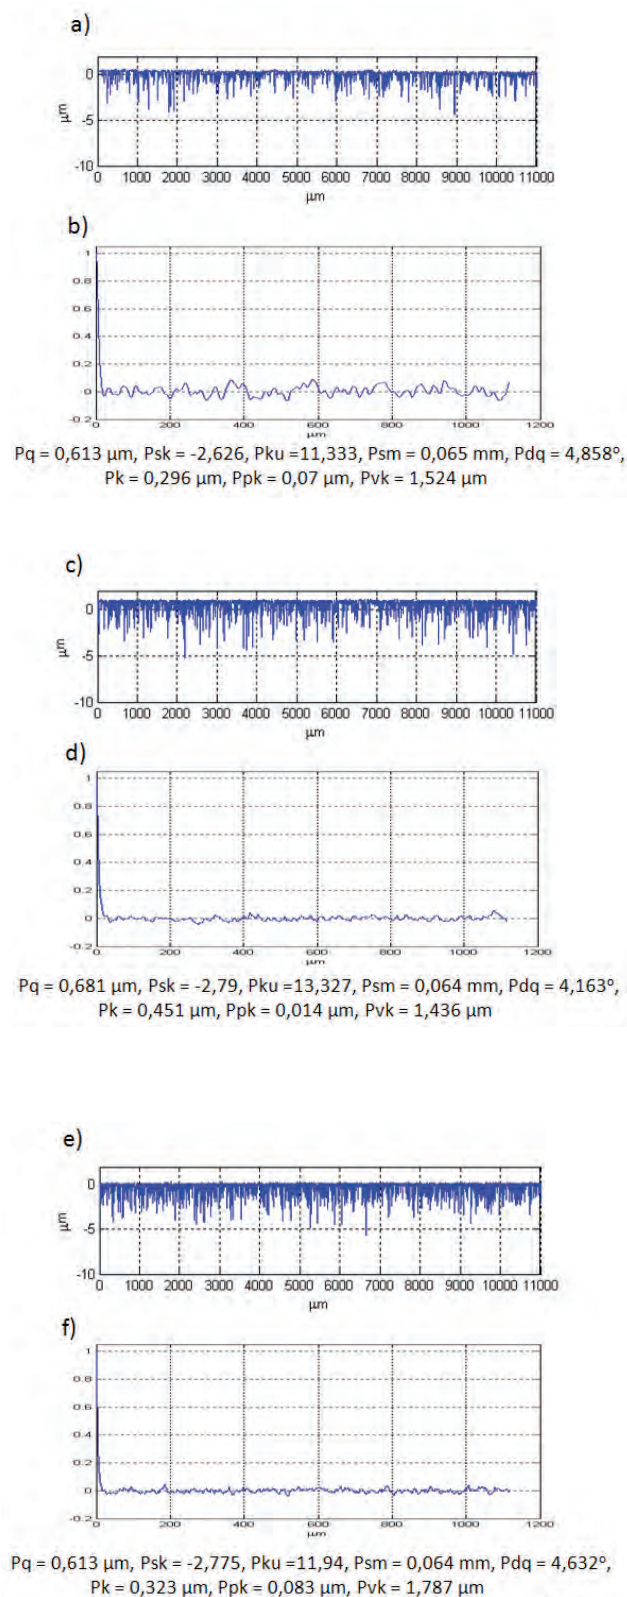 a)
0
-5
-10
μm
0 1000 2000 3000 4000 5000 6000 7000 8000 9000 10000 11000
μm
b)
1
0.8
0.6
0.4
0.2
0
-0.2
0 200 400 600 800 1000 1200
μm
Pq = 0,613 μm, Psk = -2,626, Pku =11,333, Psm = 0,065 mm, Pdq = 4,858º,
Pk = 0,296 μm, Ppk = 0,07 μm, Pvk = 1,524 μm
c)
0
-5
-10
μm
0 1000 2000 3000 4000 5000 6000 7000 8000 9000 10000 11000
μm
d)
1
0.8
0.6
0.4
0.2
0
-0.2
0 200 400 600 800 1000 1200
μm
Pq = 0,681 μm, Psk = -2,79, Pku =13,327, Psm = 0,064 mm, Pdq = 4,163º,
Pk = 0,451 μm, Ppk = 0,014 μm, Pvk = 1,436 μm
e)
0
-5
-10
μm
0 1000 2000 3000 4000 5000 6000 7000 8000 9000 10000 11000
μm
f)
1
0.8
0.6
0.4
0.2
0
-0.2
0 200 400 600 800 1000 1200
μm
Pq = 0,613 μm, Psk = -2,775, Pku =11,94, Psm = 0,064 mm, Pdq = 4,632º,
Pk = 0,323 μm, Ppk = 0,083 μm, Pvk = 1,787 μm